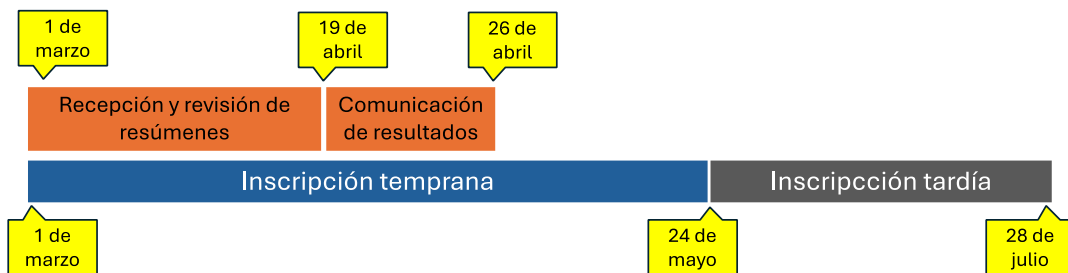 1 de
marzo
19 de
abril
26 de
abril
Recepción y revisión de
resúmenes
Comunicación
de resultados
Inscripción temprana
Inscripcción tardía
1 de
marzo
24 de
mayo
28 de
julio